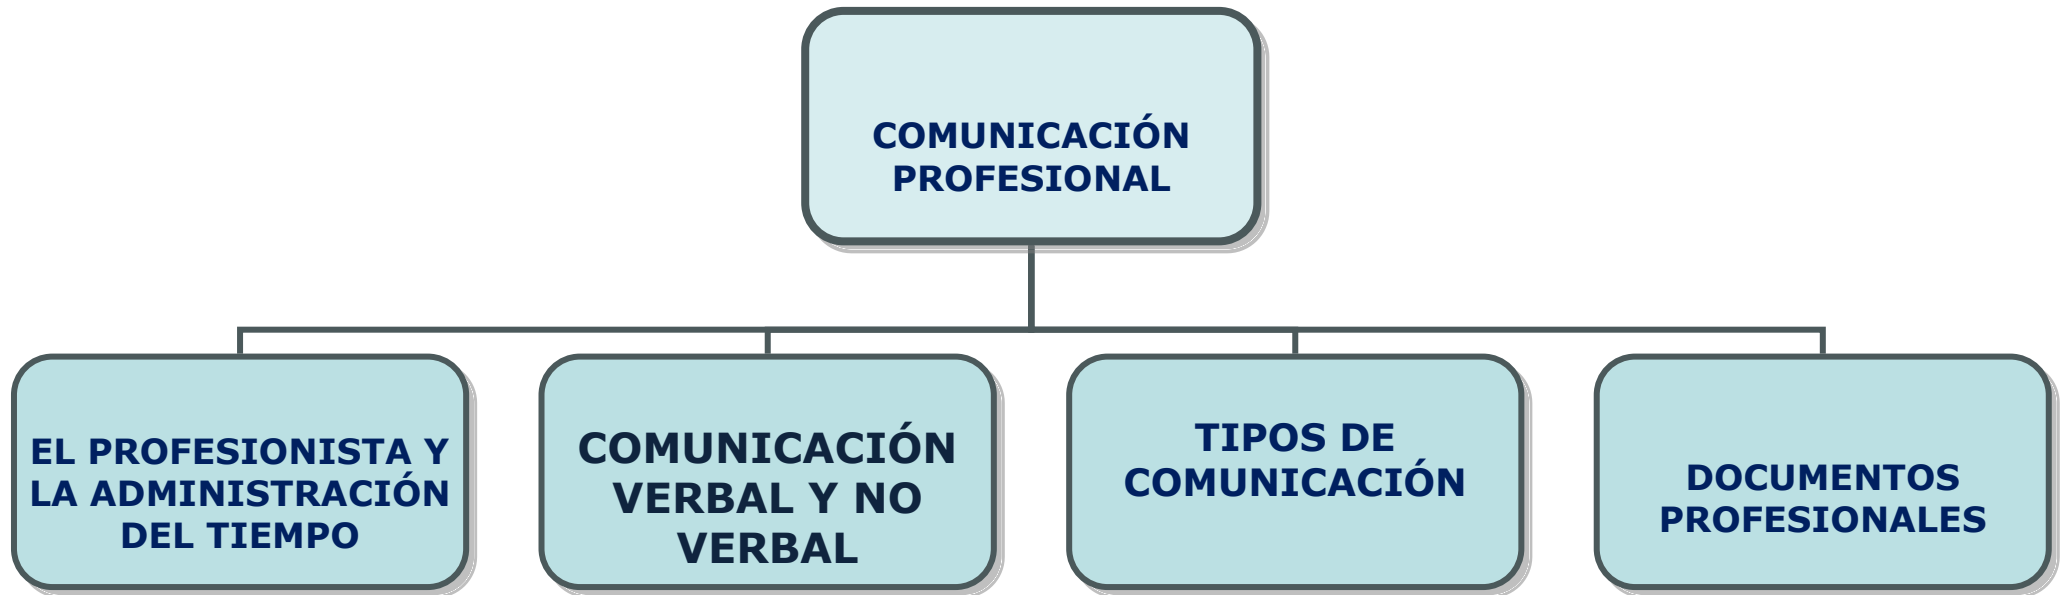 COMUNICACIÓN
PROFESIONAL
EL PROFESIONISTA Y
LA ADMINISTRACIÓN
DEL TIEMPO
COMUNICACIÓN
VERBAL Y NO
VERBAL
TIPOS DE
COMUNICACIÓN
DOCUMENTOS
PROFESIONALES